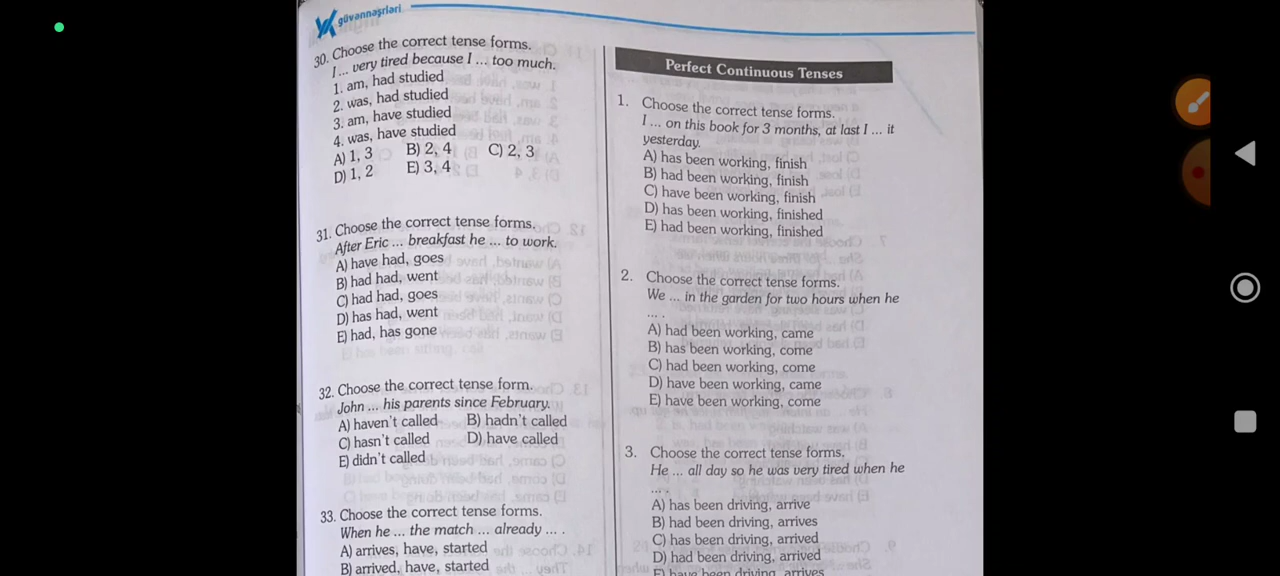 güvənnəşrləri
30. Choose the correct tense forms.
I ... very tired because I ... too much.
1. am, had studied
2. was, had studied
3. am, have studied
4. was, have studied
A) 1, 3 B) 2, 4 C) 2, 3
D) 1, 2 E) 3, 4
31. Choose the correct tense forms.
After Eric ... breakfast he ... to work.
A) have had, goes
B) had had, went
C) had had, goes
D) has had, went
E) had, has gone
32. Choose the correct tense form.
John ... his parents since February.
A) haven't called B) hadn't called
C) hasn't called D) have called
E) didn't called
33. Choose the correct tense forms.
When he ... the match ... already ... .
A) arrives, have, started
B) arrived, have, started
Perfect Continuous Tenses
1. Choose the correct tense forms.
I ... on this book for 3 months, at last I ... it
yesterday.
A) has been working, finish
B) had been working, finish
C) have been working, finish
D) has been working, finished
E) had been working, finished
2. Choose the correct tense forms.
We ... in the garden for two hours when he
... .
A) had been working, came
B) has been working, come
C) had been working, come
D) have been working, came
E) have been working, come
3. Choose the correct tense forms.
He ... all day so he was very tired when he
... .
A) has been driving, arrive
B) had been driving, arrives
C) has been driving, arrived
D) had been driving, arrived
E) have been driving, arrives